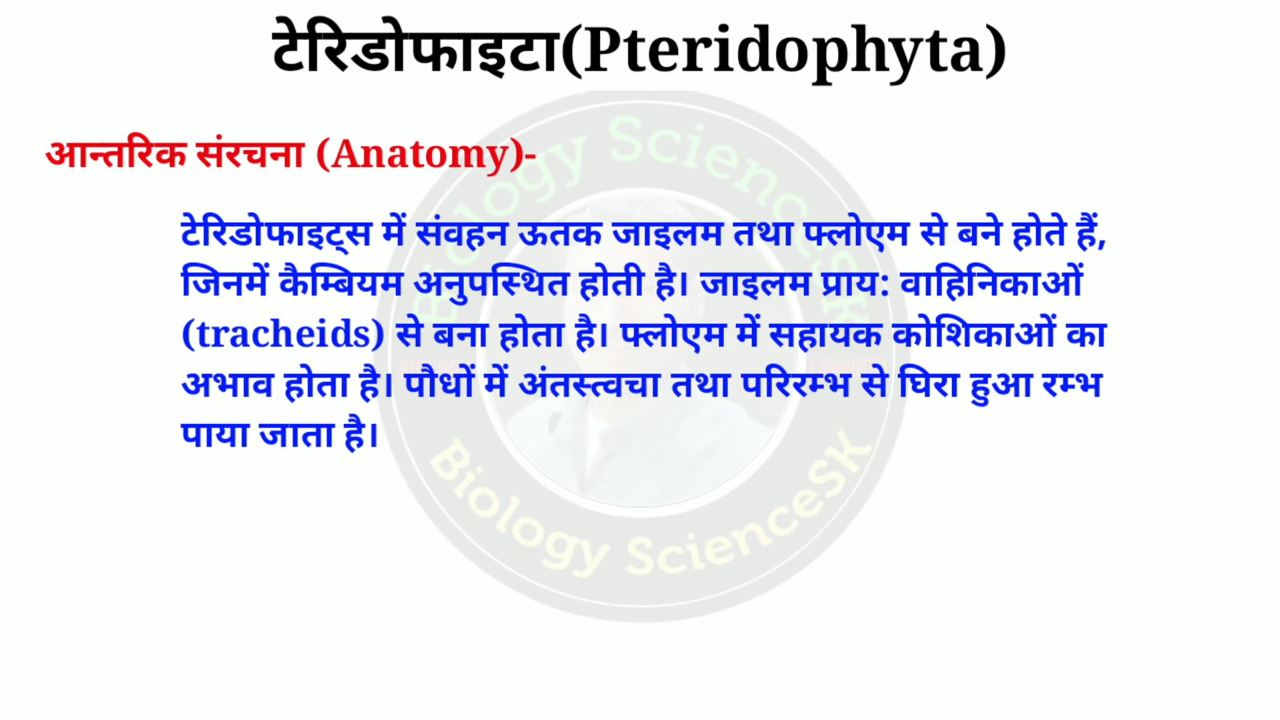 टेरिडोफाइटा(Pteridophyta)
आन्तरिक संरचना (Anatomy)-
टेरिडोफाइट्स में संवहन ऊतक जाइलम तथा फ्लोएम से बने होते हैं,
जिनमें कैम्बियम अनुपस्थित होती है। जाइलम प्राय: वाहिनिकाओं
(tracheids) से बना होता है। फ्लोएम में सहायक कोशिकाओं का
अभाव होता है। पौधों में अंतस्त्वचा तथा परिरम्भ से घिरा हुआ रम्भ
पाया जाता है।
Biology ScienceSK
Biology ScienceSK